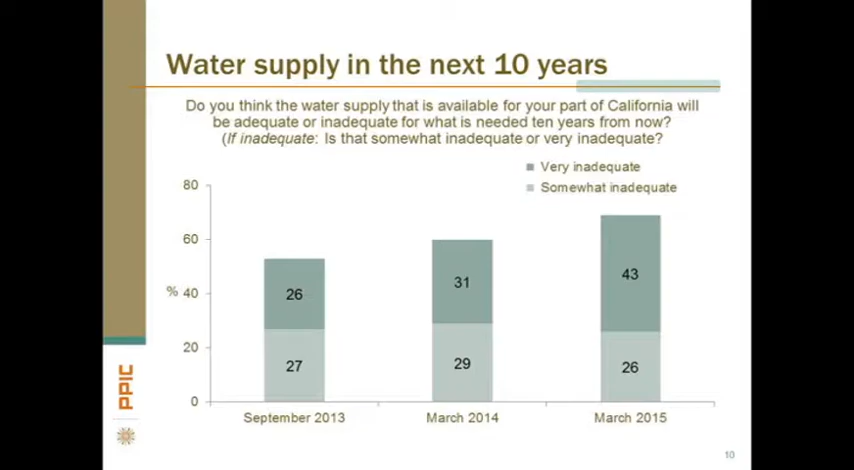 Water supply in the next 10 years
Do you think the water supply that is available for your part of California will
be adequate or inadequate for what is needed ten years from now?
(If inadequate: Is that somewhat inadequate or very inadequate?
Very inadequate
Somewhat inadequate
80
60
% 40
20
0
26
27
31
29
43
26
September 2013
March 2014
March 2015
PPIC
10